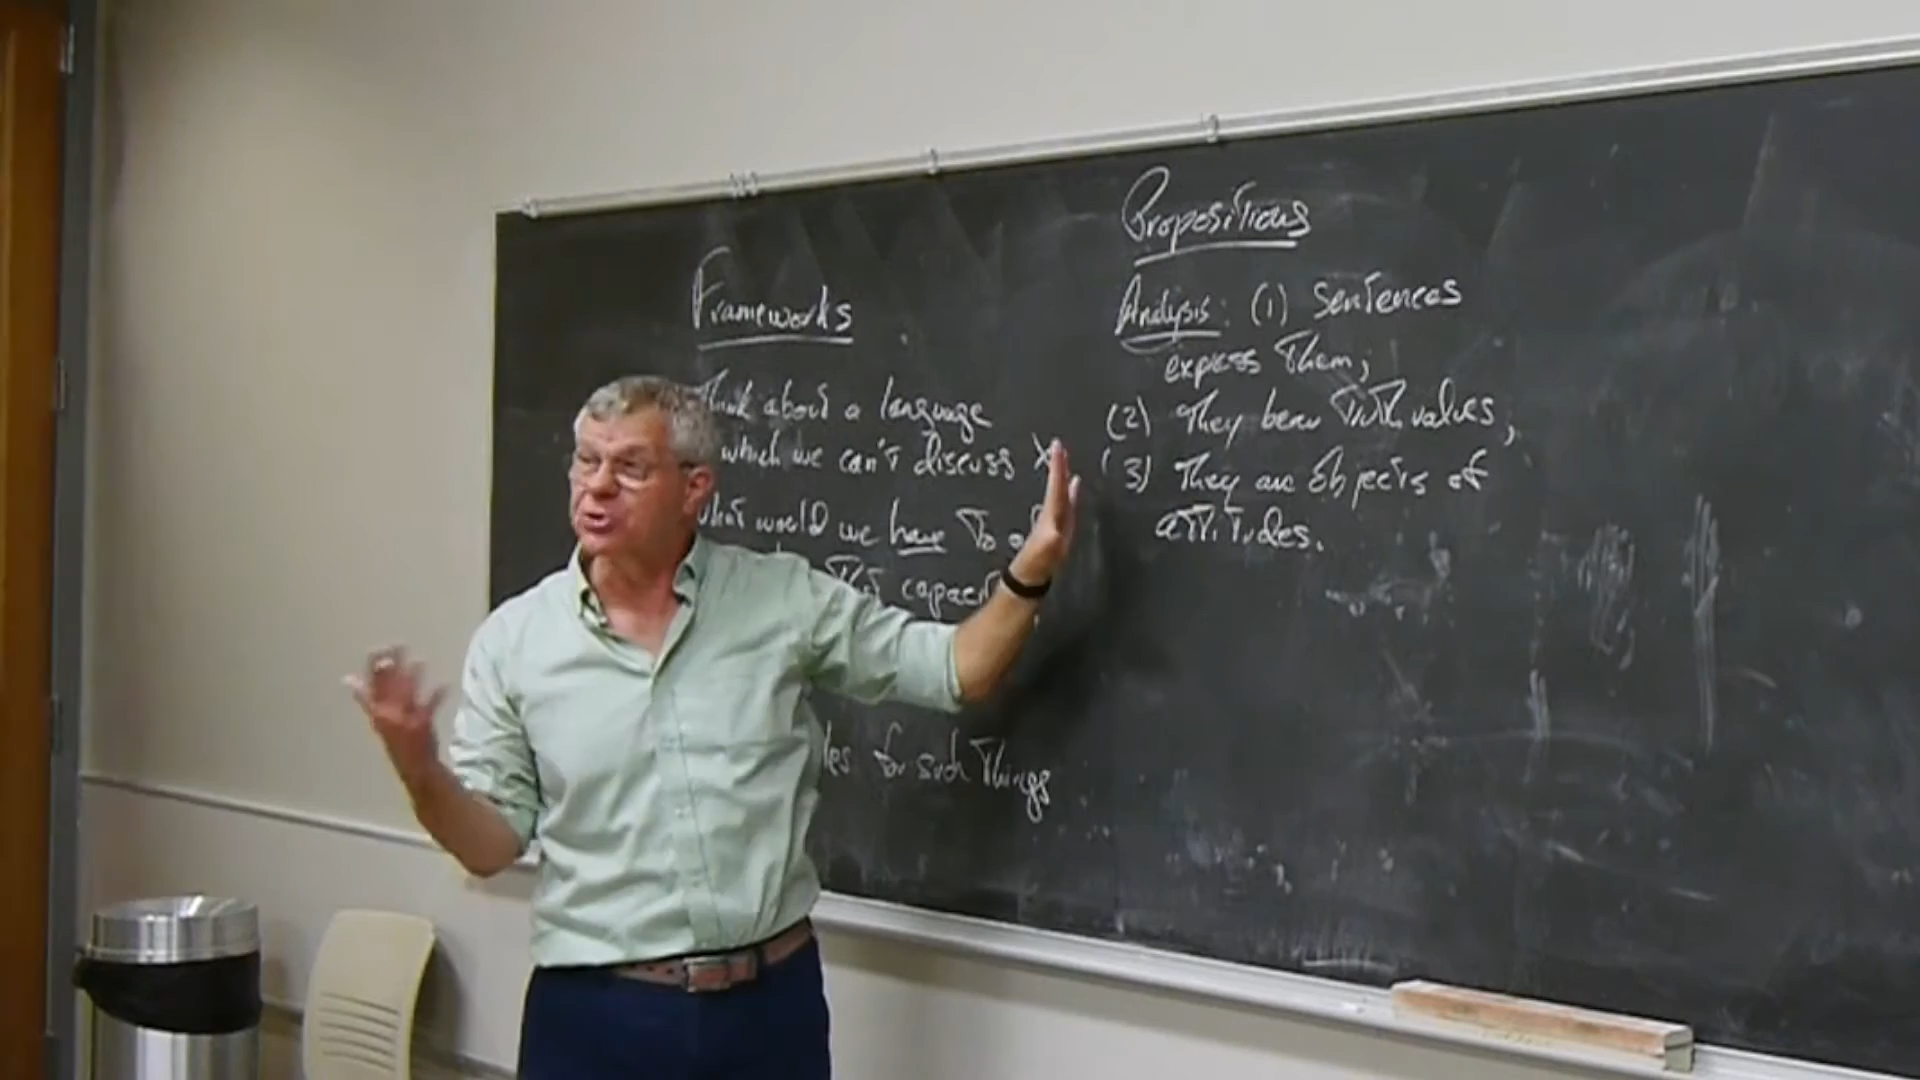 Frameworks
Think about a language
which we can't discuss X
what would we have to
capacit
for such Things
Propositions
Analysis: (1) Sentences
express Them;
(2) They bear Truth values,
(3) They are Objects of
attitudes.